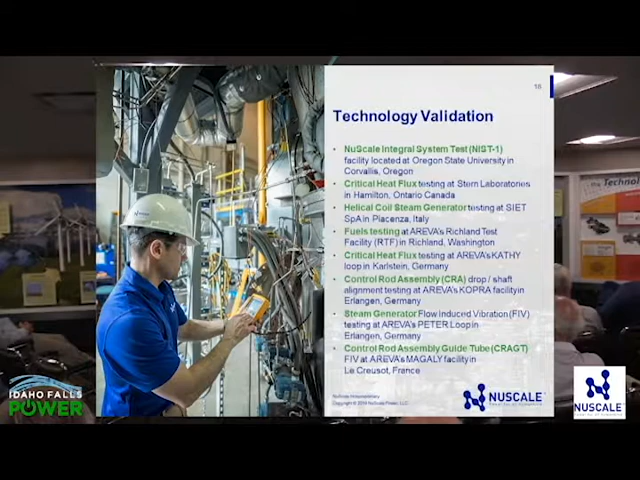 16
Technology Validation
• NuScale Integral System Test (NIST-1)
facility located at Oregon State University in
Corvallis, Oregon
• Critical Heat Flux testing at Stern Laboratories
in Hamilton, Ontario Canada
• Helical Coil Steam Generator testing at SIET
SpA in Piacenza, Italy
• Fuels testing at AREVA's Richland Test
Facility (RTF) in Richland, Washington
• Critical Heat Flux testing at AREVA's KATHY
loop in Karlstein, Germany
• Control Rod Assembly (CRA) drop / shaft
alignment testing at AREVA's KOPRA facility in
Erlangen, Germany
• Steam Generator Flow Induced Vibration (FIV)
testing at AREVA's PETER Loop in
Erlangen, Germany
• Control Rod Assembly Guide Tube (CRAGT)
FIV at AREVA's MAGALY facility in
Le Creusot, France
NuScale Nonproprietary
NUSCALE
IDAHO FALLS
POWER
NUSCALE